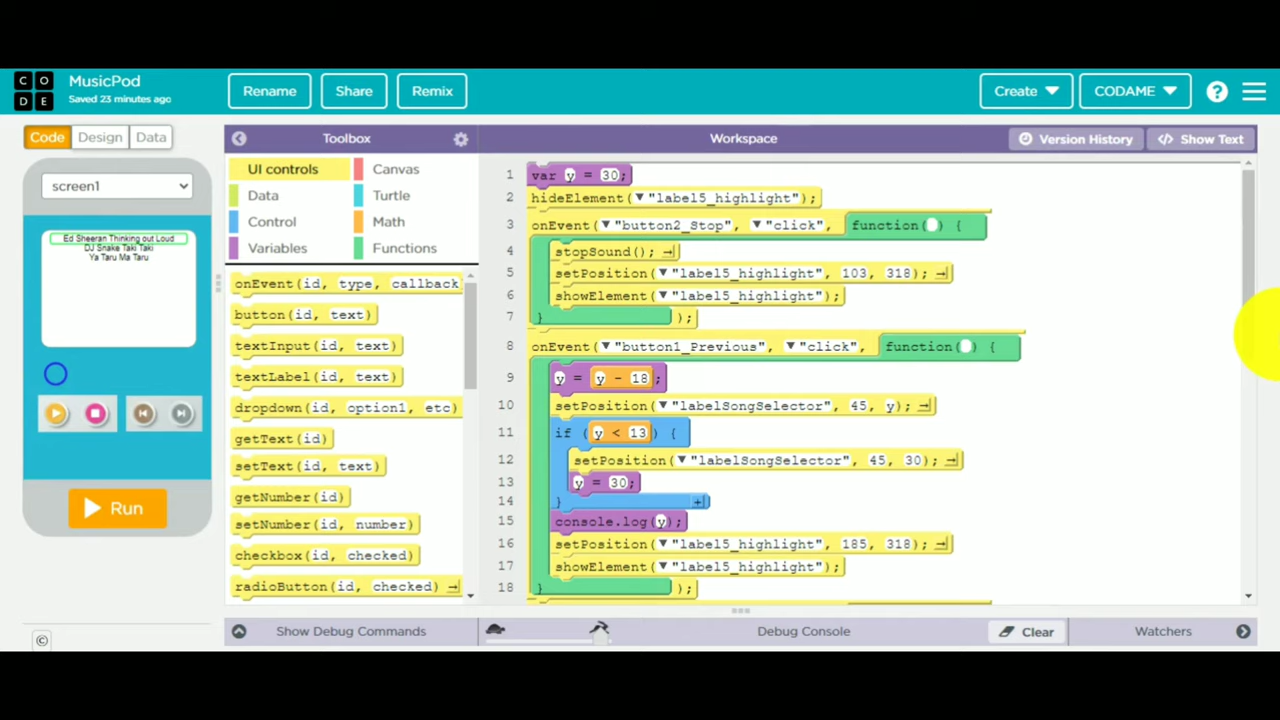 CODE
MusicPod
Saved 23 minutes ago
Rename
Share
Remix
Create
CODAME
?
Code
Design
Data
Toolbox
Workspace
Version History
</> Show Text
screen1
Ed Sheeran Thinking out Loud
DJ Snake Taki Taki
Ya Taru Ma Taru
Run
©
UI controls
Canvas
Data
Turtle
Control
Math
Variables
Functions
onEvent(id, type, callback
button(id, text)
textInput(id, text)
textLabel(id, text)
dropdown(id, option1, etc)
getText(id)
setText(id, text)
getNumber(id)
setNumber(id, number)
checkbox(id, checked)
radioButton(id, checked)
1 var y = 30;
2 hideElement("label5_highlight");
3 onEvent("button2_Stop", "click", function( ) {
4 stopSound();
5 setPosition("label5_highlight", 103, 318);
6 showElement("label5_highlight");
7 } );
8 onEvent("button1_Previous", "click", function( ) {
9 y = y - 18;
10 setPosition("labelSongSelector", 45, y);
11 if (y < 13) {
12 setPosition("labelSongSelector", 45, 30);
13 y = 30;
14 }
15 console.log(y);
16 setPosition("label5_highlight", 185, 318);
17 showElement("label5_highlight");
18 } );
Show Debug Commands
Debug Console
Clear
Watchers